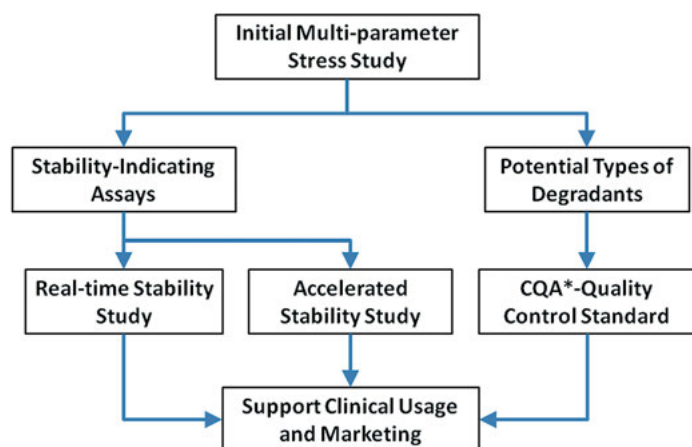 Initial Multi-parameter
Stress Study
Stability-Indicating
Assays
Potential Types of
Degradants
Real-time Stability
Study
Accelerated
Stability Study
CQA*-Quality
Control Standard
Support Clinical Usage
and Marketing